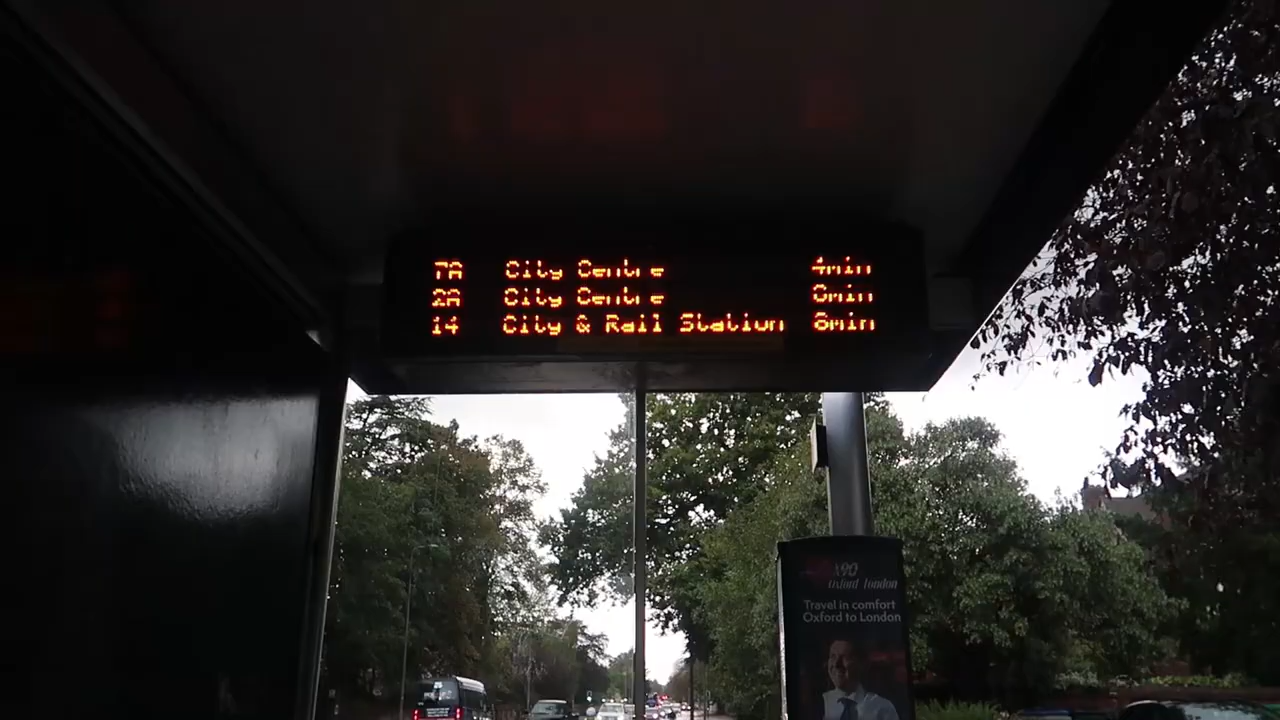 7A City Centre 4min
2A City Centre 8min
14 City & Rail Station 8min
X90
oxford london
Travel in comfort
Oxford to London